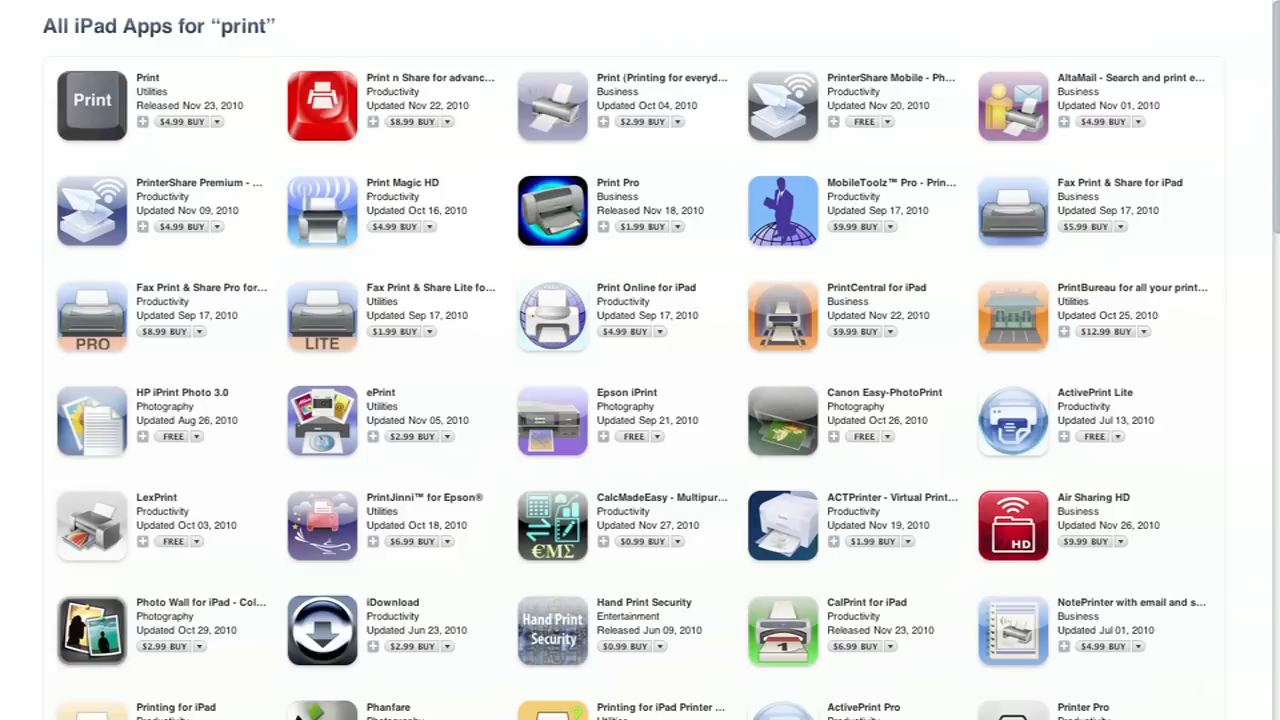 All iPad Apps for “print”
Print
Utilities
Released Nov 23, 2010
$4.99 BUY
Print n Share for advanc...
Productivity
Updated Nov 22, 2010
$8.99 BUY
Print (Printing for everyd...
Business
Updated Oct 04, 2010
$2.99 BUY
PrinterShare Mobile - Ph...
Productivity
Updated Nov 20, 2010
FREE
AltaMail - Search and print e...
Business
Updated Nov 01, 2010
$4.99 BUY
Print
PrinterShare Premium - ...
Productivity
Updated Nov 09, 2010
$4.99 BUY
Print Magic HD
Productivity
Updated Oct 16, 2010
$4.99 BUY
Print Pro
Business
Released Nov 18, 2010
$1.99 BUY
MobileToolz™ Pro - Prin...
Productivity
Updated Sep 17, 2010
$9.99 BUY
Fax Print & Share for iPad
Business
Updated Sep 17, 2010
$5.99 BUY
Fax Print & Share Pro for...
Productivity
Updated Sep 17, 2010
$8.99 BUY
PRO
Fax Print & Share Lite fo...
Utilities
Updated Sep 17, 2010
$1.99 BUY
LITE
Print Online for iPad
Productivity
Updated Sep 17, 2010
$4.99 BUY
PrintCentral for iPad
Business
Updated Nov 22, 2010
$9.99 BUY
PrintBureau for all your print...
Utilities
Updated Oct 25, 2010
$12.99 BUY
HP iPrint Photo 3.0
Photography
Updated Aug 26, 2010
FREE
ePrint
Utilities
Updated Nov 05, 2010
$2.99 BUY
Epson iPrint
Photography
Updated Sep 21, 2010
FREE
Canon Easy-PhotoPrint
Photography
Updated Oct 26, 2010
FREE
ActivePrint Lite
Productivity
Updated Jul 13, 2010
FREE
LexPrint
Productivity
Updated Oct 03, 2010
FREE
PrintJinni™ for Epson®
Utilities
Updated Oct 18, 2010
$6.99 BUY
CalcMadeEasy - Multipur...
Productivity
Updated Nov 27, 2010
$0.99 BUY
€MΣ
ACTPrinter - Virtual Print...
Productivity
Updated Nov 19, 2010
$1.99 BUY
Air Sharing HD
Business
Updated Nov 26, 2010
$9.99 BUY
HD
Photo Wall for iPad - Col...
Photography
Updated Oct 29, 2010
$2.99 BUY
iDownload
Productivity
Updated Jun 23, 2010
$2.99 BUY
Hand Print Security
Entertainment
Released Jun 09, 2010
$0.99 BUY
Hand Print
Security
CalPrint for iPad
Productivity
Released Nov 23, 2010
$6.99 BUY
NotePrinter with email and s...
Business
Updated Jul 01, 2010
$4.99 BUY
Printing for iPad
Phanfare
Printing for iPad Printer ...
ActivePrint Pro
Printer Pro